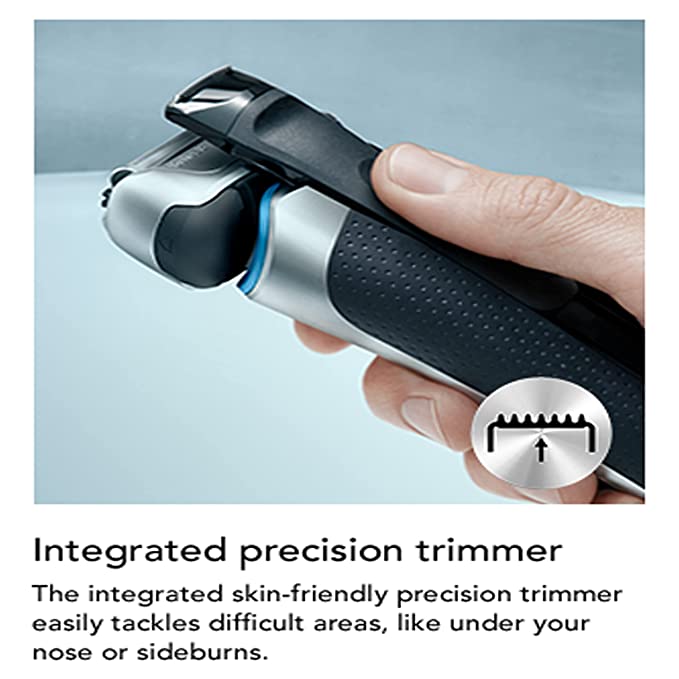 Integrated precision trimmer
The integrated skin-friendly precision trimmer
easily tackles difficult areas, like under your
nose or sideburns.